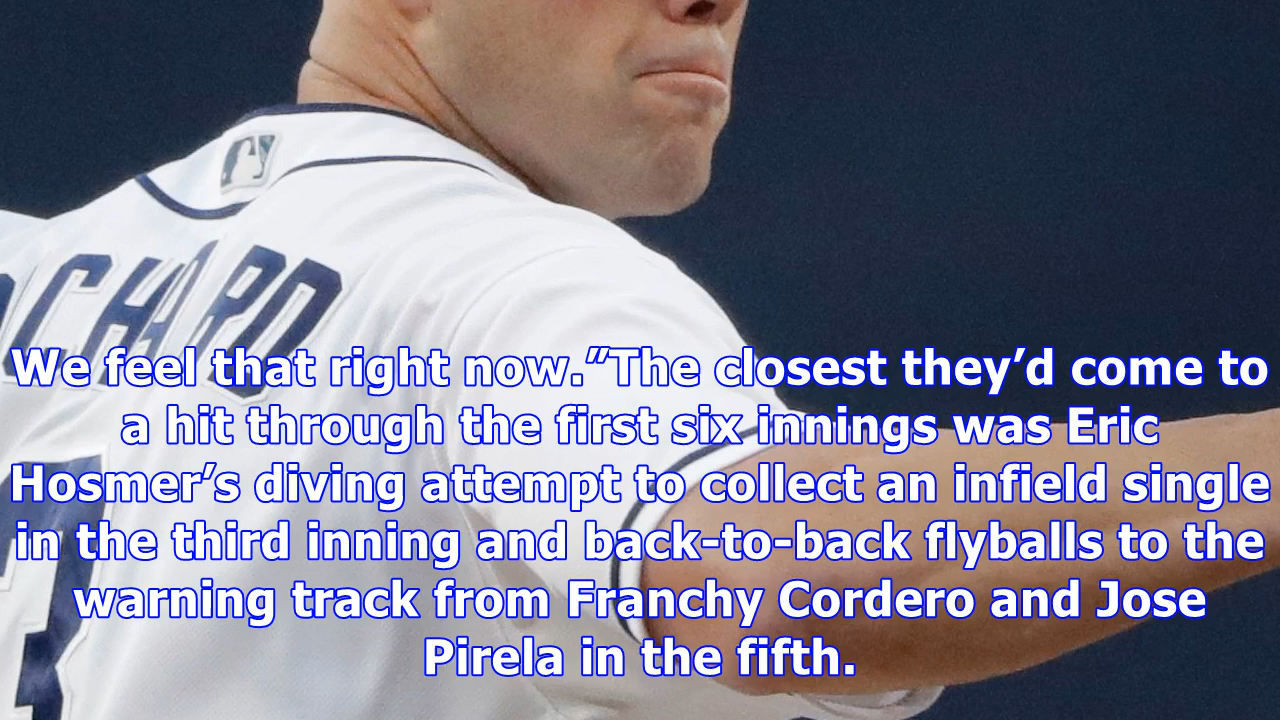 ICHARD
3
We feel that right now.”The closest they’d come to
a hit through the first six innings was Eric
Hosmer’s diving attempt to collect an infield single
in the third inning and back-to-back flyballs to the
warning track from Franchy Cordero and Jose
Pirela in the fifth.